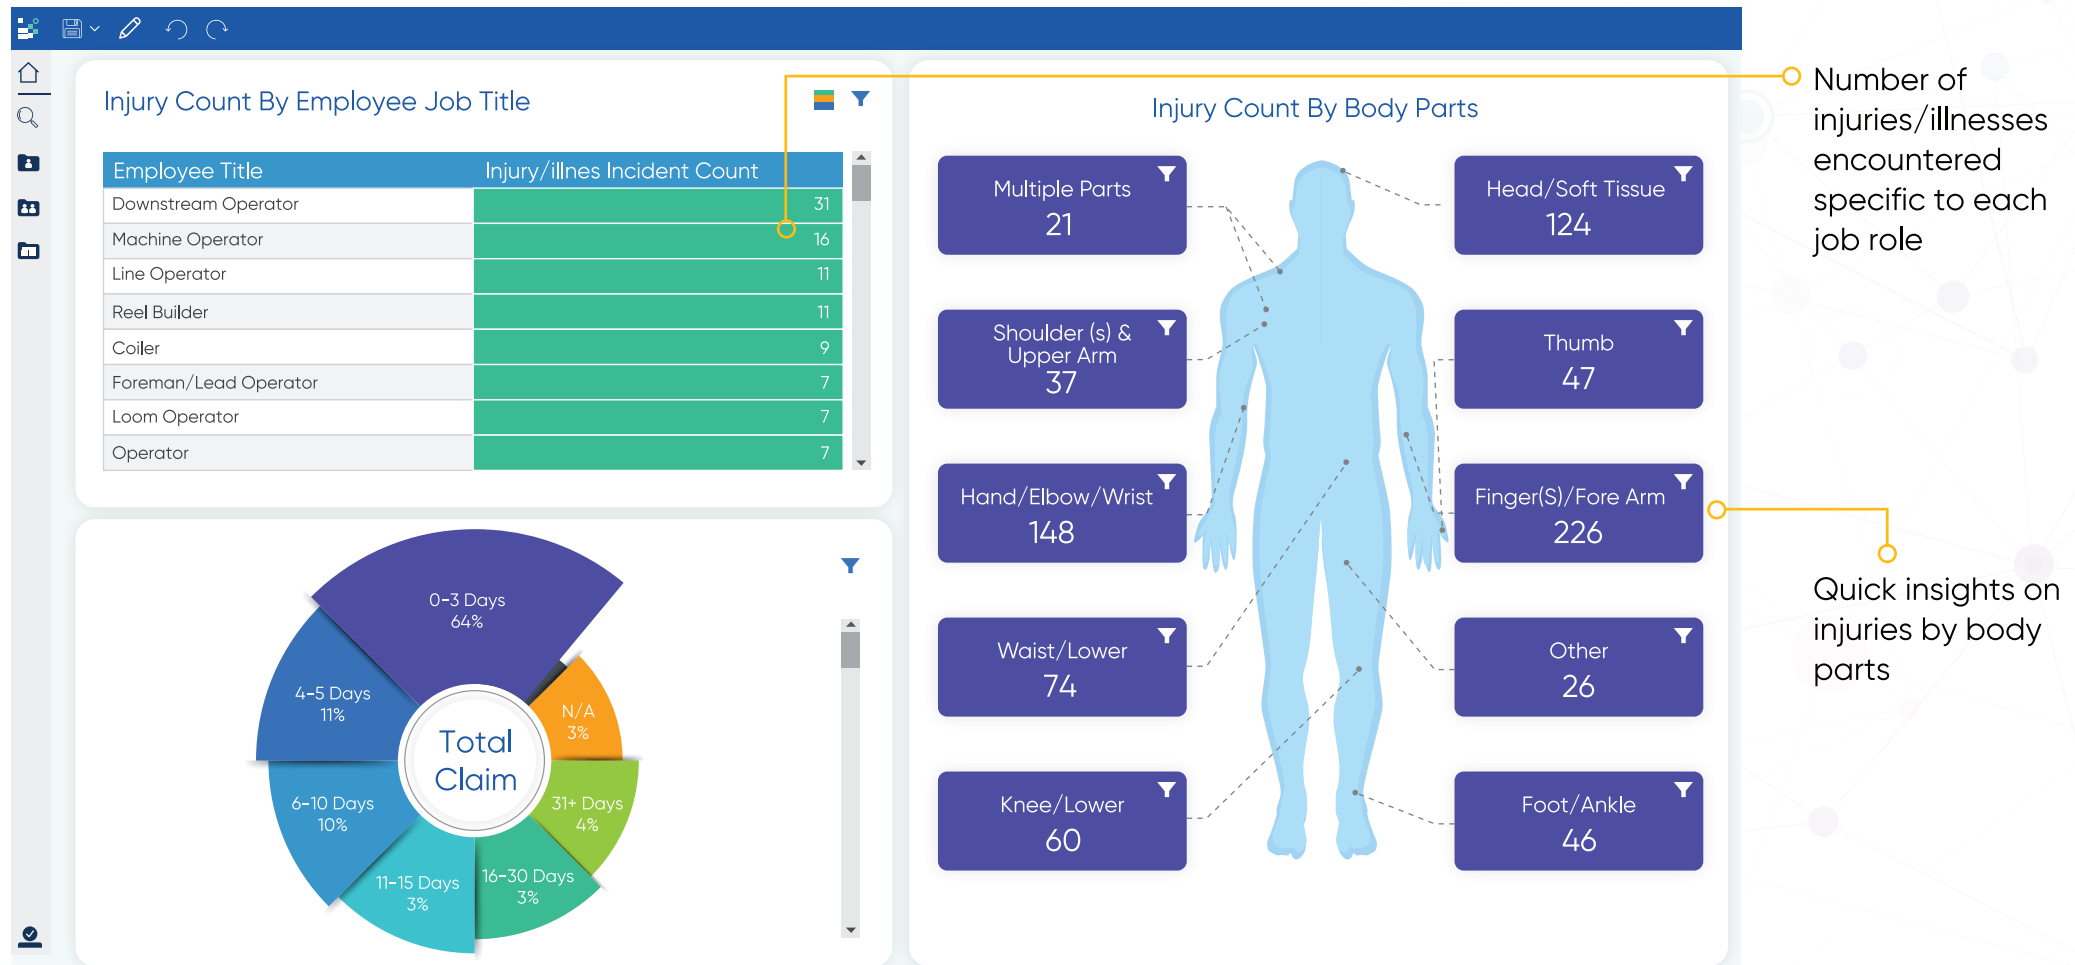 Injury Count By Employee Job Title
Employee Title Injury/illnes Incident Count
Downstream Operator 31
Machine Operator 16
Line Operator 11
Reel Builder 11
Coiler 9
Foreman/Lead Operator 7
Loom Operator 7
Operator 7
0-3 Days
64%
4-5 Days
11%
N/A
3%
Total
Claim
6-10 Days
10%
31+ Days
4%
11-15 Days
3%
16-30 Days
3%
Injury Count By Body Parts
Multiple Parts
21
Head/Soft Tissue
124
Shoulder (s) &
Upper Arm
37
Thumb
47
Hand/Elbow/Wrist
148
Finger(S)/Fore Arm
226
Waist/Lower
74
Other
26
Knee/Lower
60
Foot/Ankle
46
Number of
injuries/illnesses
encountered
specific to each
job role
Quick insights on
injuries by body
parts